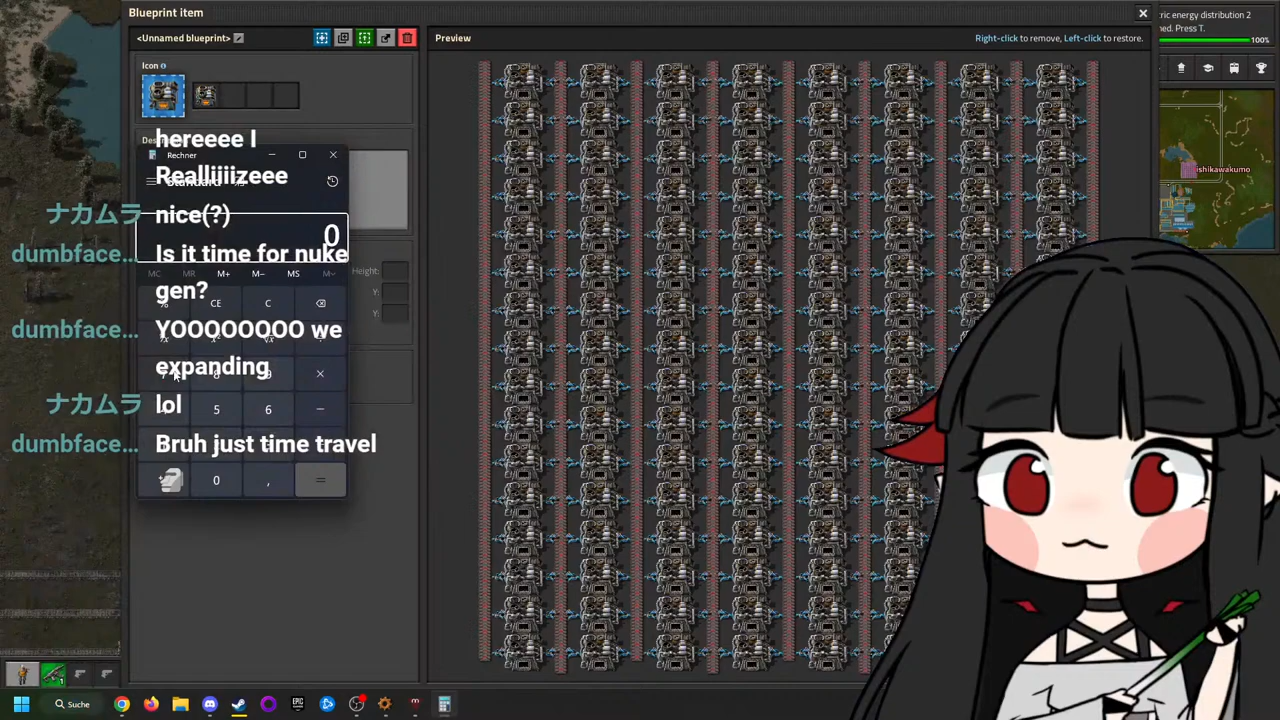 Blueprint item
<Unnamed blueprint>
Preview
Right-click to remove, Left-click to restore.
ric energy distribution 2
ned. Press T.
100%
Icon
ishikawakumo
hereeee I
Realliiiizeee
Rechner
ナカムラ nice(?)
0
dumbface... Is it time for nuke
gen?
MC MR M+ M− MS M˅
Height:
Y:
Y:
CE C
dumbface... YOOOOOOOO we
expanding
×
ナカムラ lol
5 6 −
dumbface... Bruh just time travel
0 , =
1
Suche
EPIC